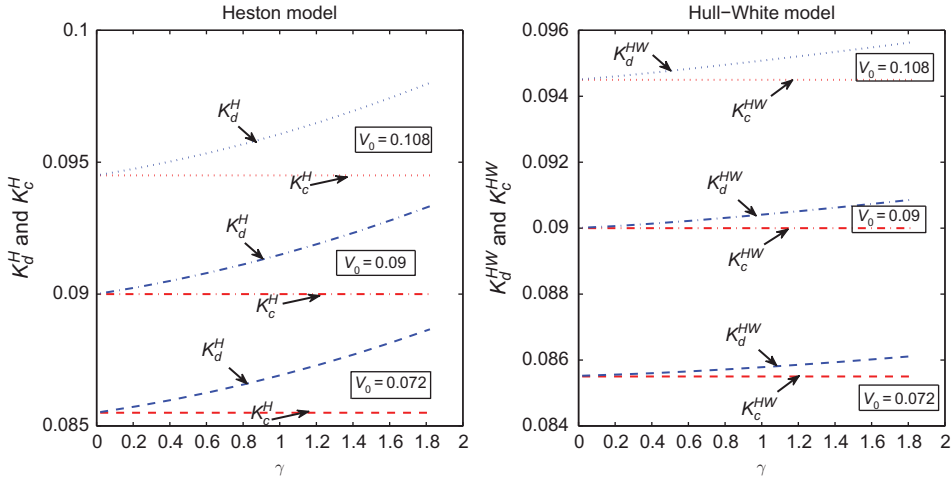 Heston model
K_d^H and K_c^H
0.1
0.095
0.09
0.085
K_d^H
V_0 = 0.108
K_c^H
K_d^H
V_0 = 0.09
K_c^H
K_d^H
V_0 = 0.072
K_c^H
0 0.2 0.4 0.6 0.8 1 1.2 1.4 1.6 1.8 2
γ
Hull−White model
K_d^HW and K_c^HW
0.096
0.094
0.092
0.09
0.088
0.086
0.084
K_d^HW
V_0 = 0.108
K_c^HW
K_d^HW
V_0 = 0.09
K_c^HW
K_d^HW
V_0 = 0.072
K_c^HW
0 0.2 0.4 0.6 0.8 1 1.2 1.4 1.6 1.8 2
γ